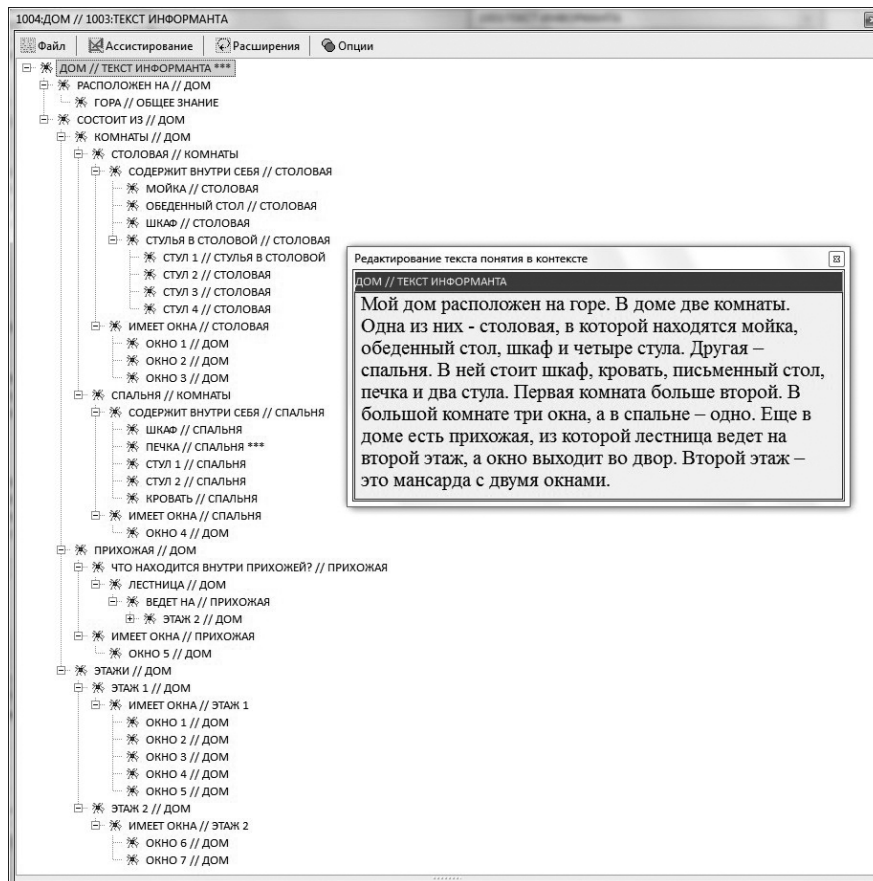 1004:ДОМ // 1003:ТЕКСТ ИНФОРМАНТА
Файл Ассистирование Расширения Опции
ДОМ // ТЕКСТ ИНФОРМАНТА ***
РАСПОЛОЖЕН НА // ДОМ
ГОРА // ОБЩЕЕ ЗНАНИЕ
СОСТОИТ ИЗ // ДОМ
КОМНАТЫ // ДОМ
СТОЛОВАЯ // КОМНАТЫ
СОДЕРЖИТ ВНУТРИ СЕБЯ // СТОЛОВАЯ
МОЙКА // СТОЛОВАЯ
ОБЕДЕННЫЙ СТОЛ // СТОЛОВАЯ
ШКАФ // СТОЛОВАЯ
СТУЛЬЯ В СТОЛОВОЙ // СТОЛОВАЯ
СТУЛ 1 // СТУЛЬЯ В СТОЛОВОЙ
СТУЛ 2 // СТОЛОВАЯ
СТУЛ 3 // СТОЛОВАЯ
СТУЛ 4 // СТОЛОВАЯ
ИМЕЕТ ОКНА // СТОЛОВАЯ
ОКНО 1 // ДОМ
ОКНО 2 // ДОМ
ОКНО 3 // ДОМ
СПАЛЬНЯ // КОМНАТЫ
СОДЕРЖИТ ВНУТРИ СЕБЯ // СПАЛЬНЯ
ШКАФ // СПАЛЬНЯ
ПЕЧКА // СПАЛЬНЯ ***
СТУЛ 1 // СПАЛЬНЯ
СТУЛ 2 // СПАЛЬНЯ
КРОВАТЬ // СПАЛЬНЯ
ИМЕЕТ ОКНА // СПАЛЬНЯ
ОКНО 4 // ДОМ
ПРИХОЖАЯ // ДОМ
ЧТО НАХОДИТСЯ ВНУТРИ ПРИХОЖЕЙ? // ПРИХОЖАЯ
ЛЕСТНИЦА // ДОМ
ВЕДЕТ НА // ПРИХОЖАЯ
ЭТАЖ 2 // ДОМ
ИМЕЕТ ОКНА // ПРИХОЖАЯ
ОКНО 5 // ДОМ
ЭТАЖИ // ДОМ
ЭТАЖ 1 // ДОМ
ИМЕЕТ ОКНА // ЭТАЖ 1
ОКНО 1 // ДОМ
ОКНО 2 // ДОМ
ОКНО 3 // ДОМ
ОКНО 4 // ДОМ
ОКНО 5 // ДОМ
ЭТАЖ 2 // ДОМ
ИМЕЕТ ОКНА // ЭТАЖ 2
ОКНО 6 // ДОМ
ОКНО 7 // ДОМ
Редактирование текста понятия в контексте
ДОМ // ТЕКСТ ИНФОРМАНТА
Мой дом расположен на горе. В доме две комнаты.
Одна из них - столовая, в которой находятся мойка,
обеденный стол, шкаф и четыре стула. Другая –
спальня. В ней стоит шкаф, кровать, письменный стол,
печка и два стула. Первая комната больше второй. В
большой комнате три окна, а в спальне – одно. Еще в
доме есть прихожая, из которой лестница ведет на
второй этаж, а окно выходит во двор. Второй этаж –
это мансарда с двумя окнами.